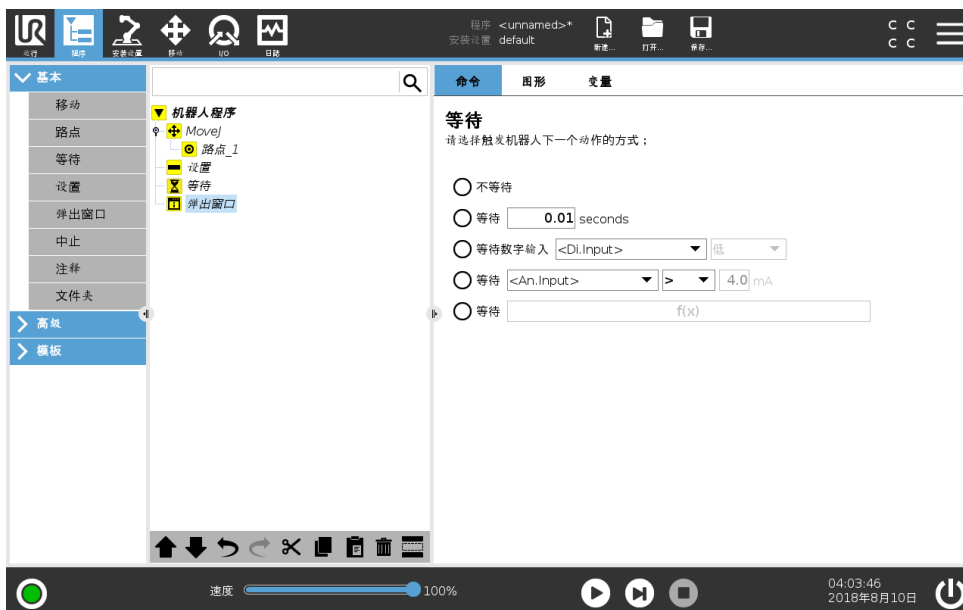 UR
运行
程序
安装设置
移动
I/O
日志
程序 <unnamed>*
安装设置 default
新建...
打开...
保存...
C C
C C
基本
移动
路点
等待
设置
弹出窗口
中止
注释
文件夹
高级
模板
机器人程序
MoveJ
路点_1
设置
等待
弹出窗口
命令 图形 变量
等待
请选择触发机器人下一个动作的方式；
不等待
等待 0.01 seconds
等待数字输入 <Di.Input> 低
等待 <An.Input> > 4.0 mA
等待 f(x)
速度 100%
04:03:46
2018年8月10日